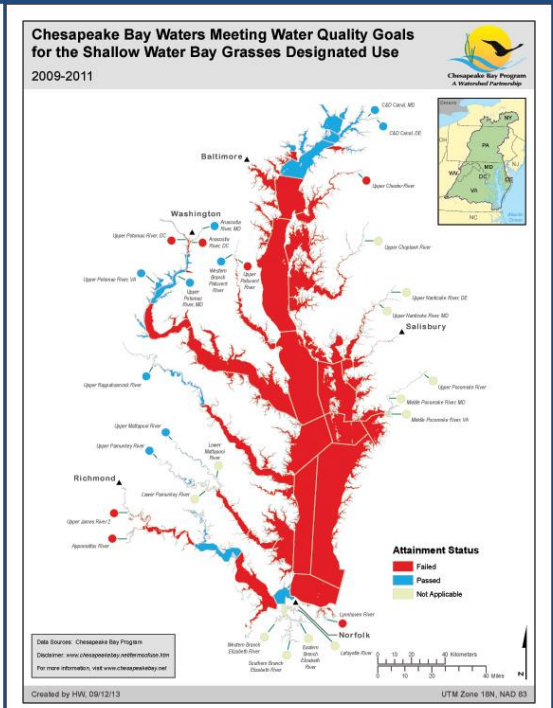 Chesapeake Bay Waters Meeting Water Quality Goals
for the Shallow Water Bay Grasses Designated Use
2009-2011
Chesapeake Bay Program
A Watershed Partnership
C&D Canal, MD
C&D Canal, DE
NY
PA
OH
NJ
MD
WV
DC
DE
VA
NC
Atlantic
Ocean
Baltimore
Upper Chester River
Washington
Anacostia
River, MD
Upper Potomac River, DC
Anacostia
River, DC
Upper Choptank River
Upper Potomac River, VA
Upper
Potomac
River, MD
Western
Branch
Patuxent
River
Upper
Patuxent
River
Upper Nanticoke River, DE
Upper Nanticoke River, MD
Salisbury
Upper Rappahannock River
Upper Pocomoke River
Middle Pocomoke River, MD
Middle Pocomoke River, VA
Upper Mattaponi River
Upper Pamunkey River
Lower
Mattaponi
River
Richmond
Lower Pamunkey River
Upper James River 2
Appomattox River
Attainment Status
Failed
Passed
Not Applicable
Lynnhaven River
Norfolk
Western Branch
Elizabeth River
Southern Branch
Elizabeth River
Eastern
Branch
Elizabeth
River
Lafayette River
Data Sources: Chesapeake Bay Program
Disclaimer: www.chesapeakebay.net/termsofuse.htm
For more information, visit www.chesapeakebay.net
0 10 20 40 Kilometers
0 10 20 40 Miles
N
Created by HW, 09/12/13
UTM Zone 18N, NAD 83